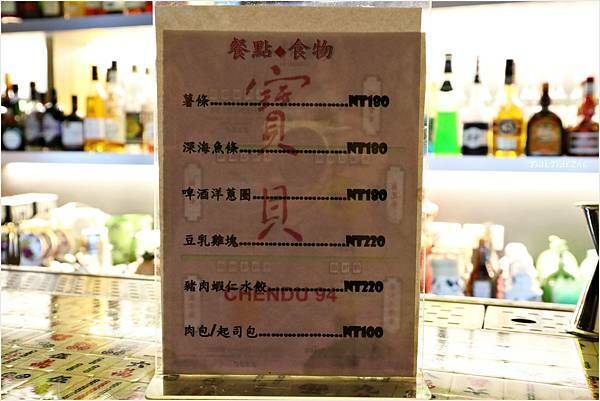 餐點◆食物
薯條........................NT180
深海魚條........................NT180
啤酒洋蔥圈........................NT180
寶貝
豆乳雞塊........................NT220
豬肉蝦仁水餃........................NT220
CHENDU 94
肉包/起司包........................NT100